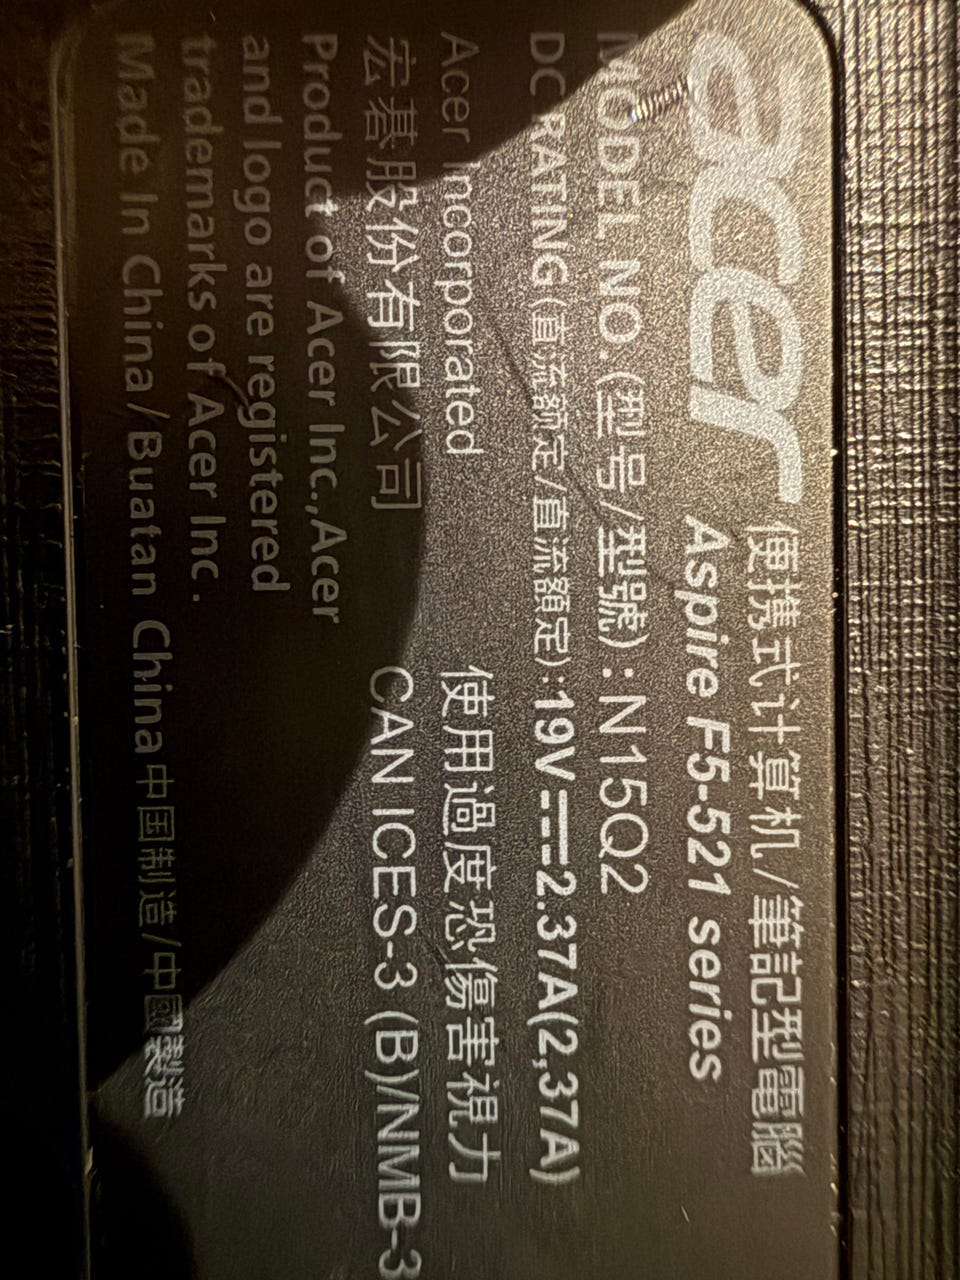 acer
便携式计算机/筆記型電腦
Aspire F5-521 series
MODEL NO.(型号/型號):N15Q2
DC RATING(直流额定/直流額定):19V⎓2.37A(2,37A)
Acer Incorporated 使用過度恐傷害視力
宏碁股份有限公司 CAN ICES-3 (B)/NMB-3
Product of Acer Inc.,Acer
and logo are registered
trademarks of Acer Inc.
Made In China/Buatan China 中国制造/中國製造